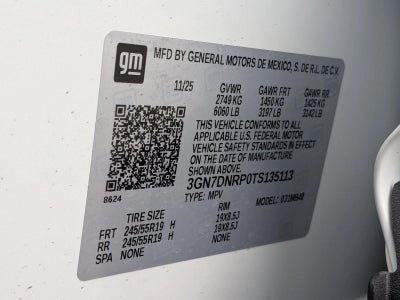 gm
MFD BY GENERAL MOTORS DE MEXICO, S. DE R.L. DE C.V.
11/25 GVWR GAWR FRT GAWR RR
2749 KG 1450 KG 1425 KG
6060 LB 3197 LB 3142 LB
THIS VEHICLE CONFORMS TO ALL
APPLICABLE U.S. FEDERAL MOTOR
VEHICLE SAFETY STANDARDS IN EFFECT
ON THE DATE OF MANUFACTURE
SHOWN ABOVE.
3GN7DNRP0TS135113
8624 TYPE: MPV MODEL:
TIRE SIZE RIM
FRT 245/55R19 H 19X8.5J
RR 245/55R19 H 19X8.5J
SPA NONE NONE